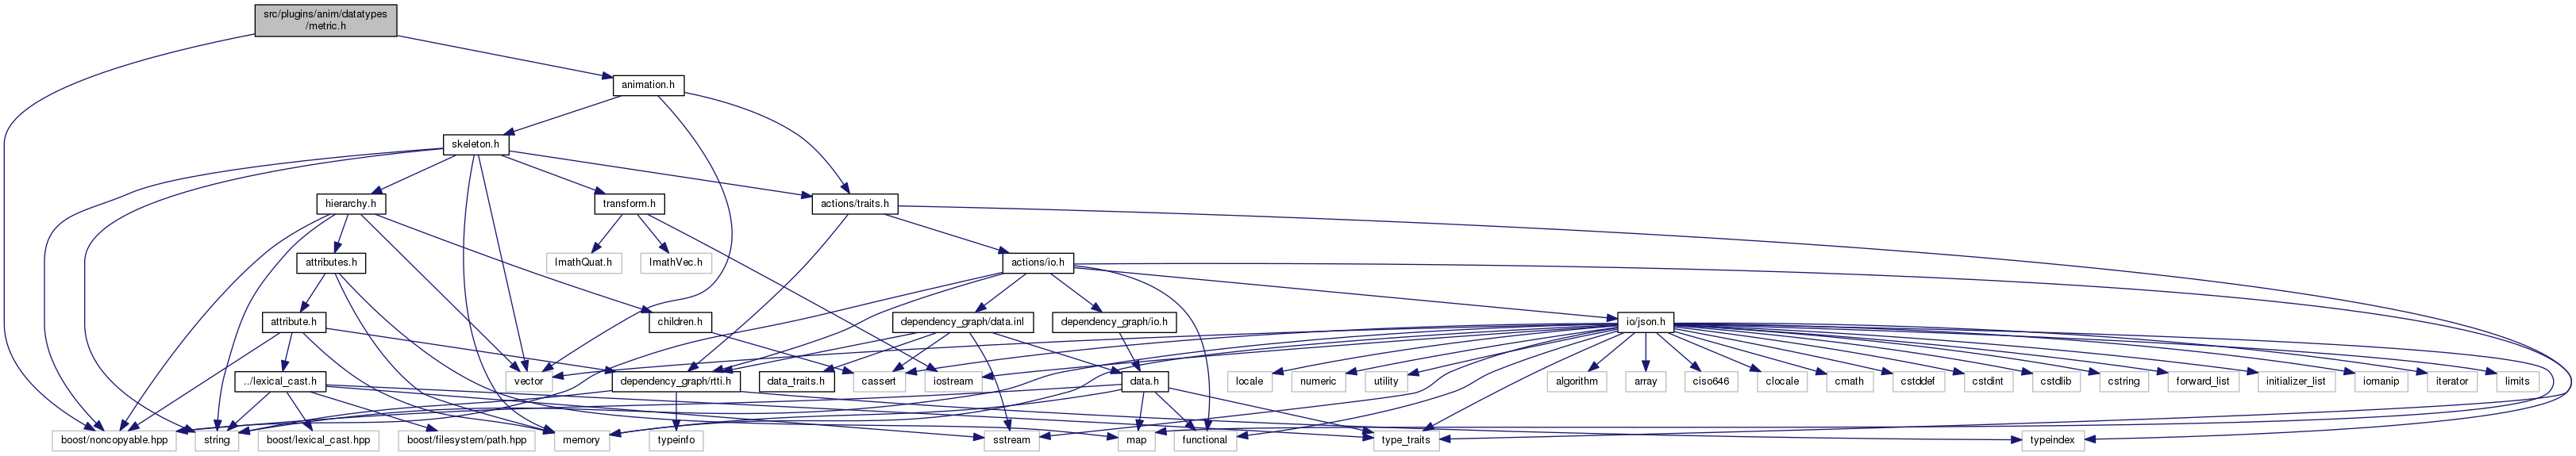 src/plugins/anim/datatypes
/metric.h
animation.h
skeleton.h
hierarchy.h
transform.h
actions/traits.h
attributes.h
ImathQuat.h
ImathVec.h
actions/io.h
attribute.h
children.h
dependency_graph/data.inl
dependency_graph/io.h
io/json.h
../lexical_cast.h
vector
dependency_graph/rtti.h
data_traits.h
cassert
iostream
data.h
locale
numeric
utility
algorithm
array
ciso646
clocale
cmath
cstddef
cstdint
cstdlib
cstring
forward_list
initializer_list
iomanip
iterator
limits
boost/noncopyable.hpp
string
boost/lexical_cast.hpp
boost/filesystem/path.hpp
memory
typeinfo
sstream
map
functional
type_traits
typeindex